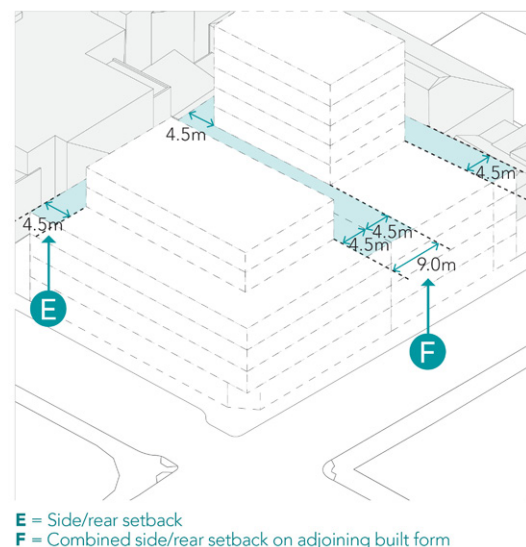 4.5m
4.5m
4.5m
4.5m
4.5m
9.0m
E
F
E = Side/rear setback
F = Combined side/rear setback on adjoining built form